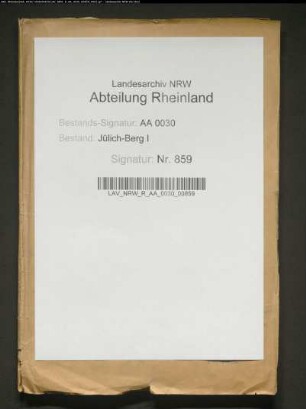 Landesarchiv NRW
Abteilung Rheinland
Bestands-Signatur: AA 0030
Bestand: Jülich-Berg I
Signatur: Nr. 859
LAV_NRW_R_AA_0030_00859